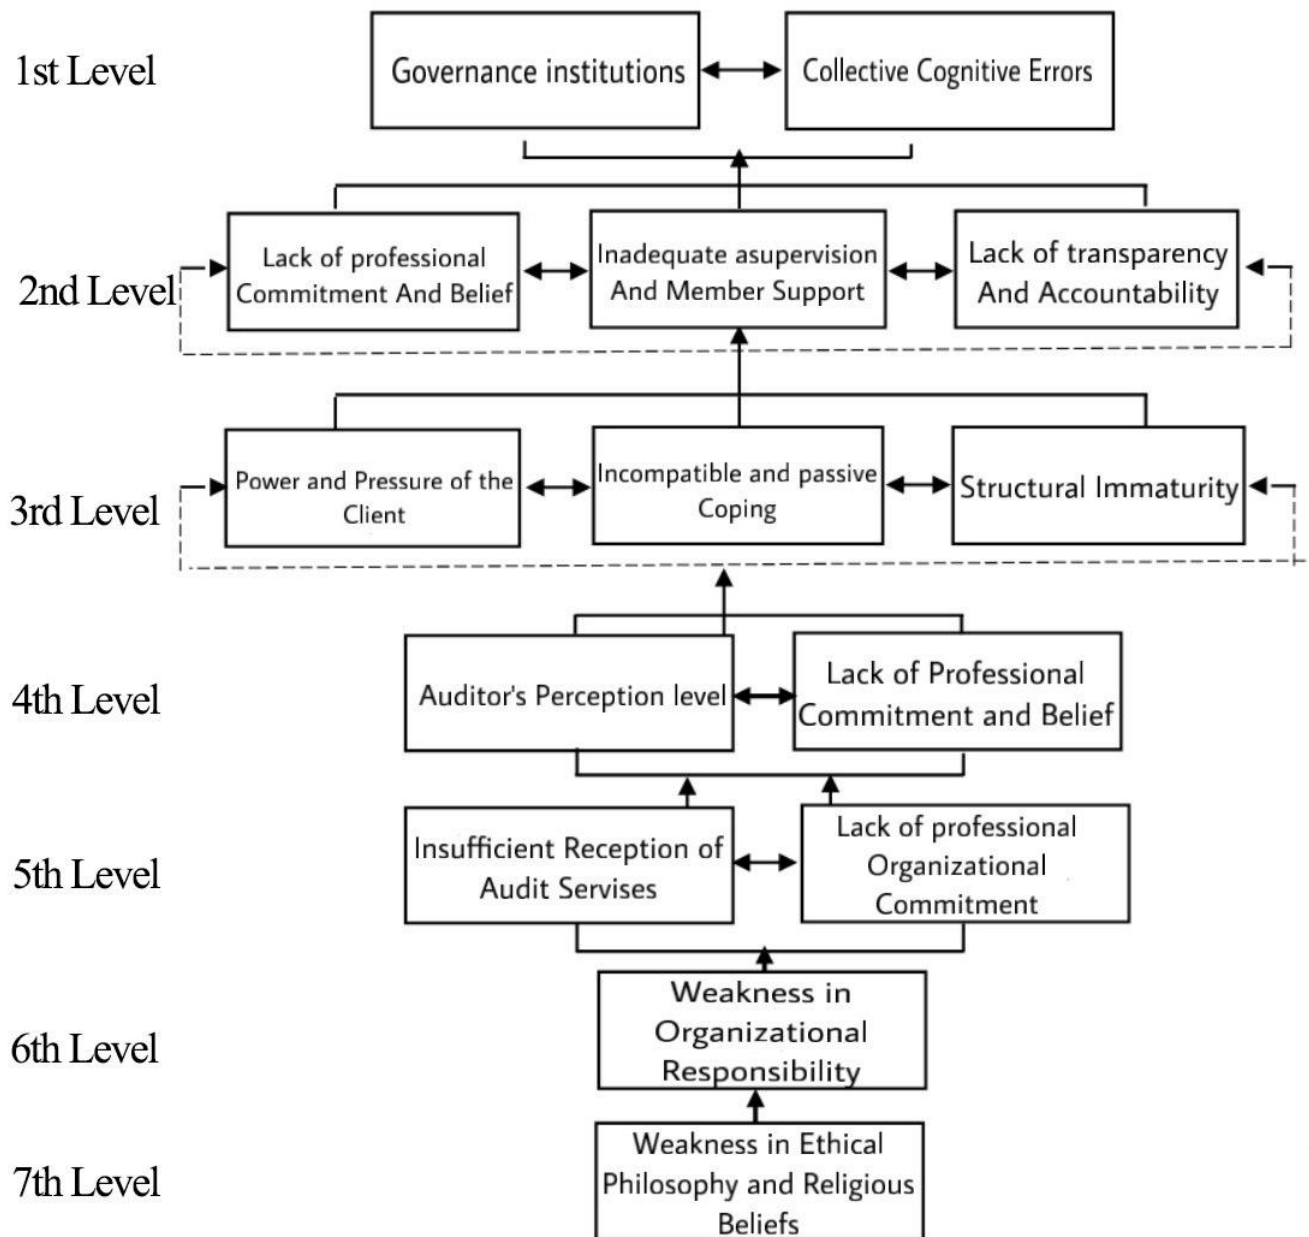 1st Level
Governance institutions
Collective Cognitive Errors
2nd Level
Lack of professional
Commitment And Belief
Inadequate asupervision
And Member Support
Lack of transparency
And Accountability
3rd Level
Power and Pressure of the
Client
Incompatible and passive
Coping
Structural Immaturity
4th Level
Auditor's Perception level
Lack of Professional
Commitment and Belief
5th Level
Insufficient Reception of
Audit Servises
Lack of professional
Organizational
Commitment
6th Level
Weakness in
Organizational
Responsibility
7th Level
Weakness in Ethical
Philosophy and Religious
Beliefs